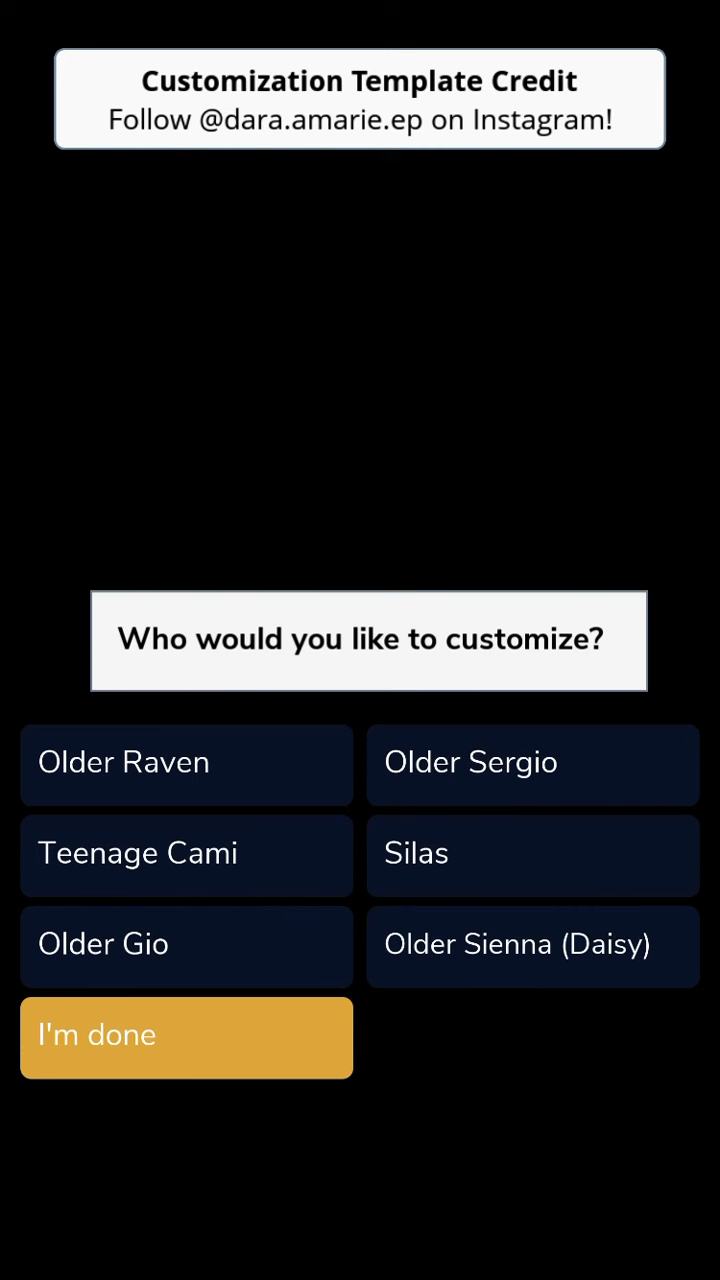 Customization Template Credit
Follow @dara.amarie.ep on Instagram!
Who would you like to customize?
Older Raven
Older Sergio
Teenage Cami
Silas
Older Gio
Older Sienna (Daisy)
I'm done